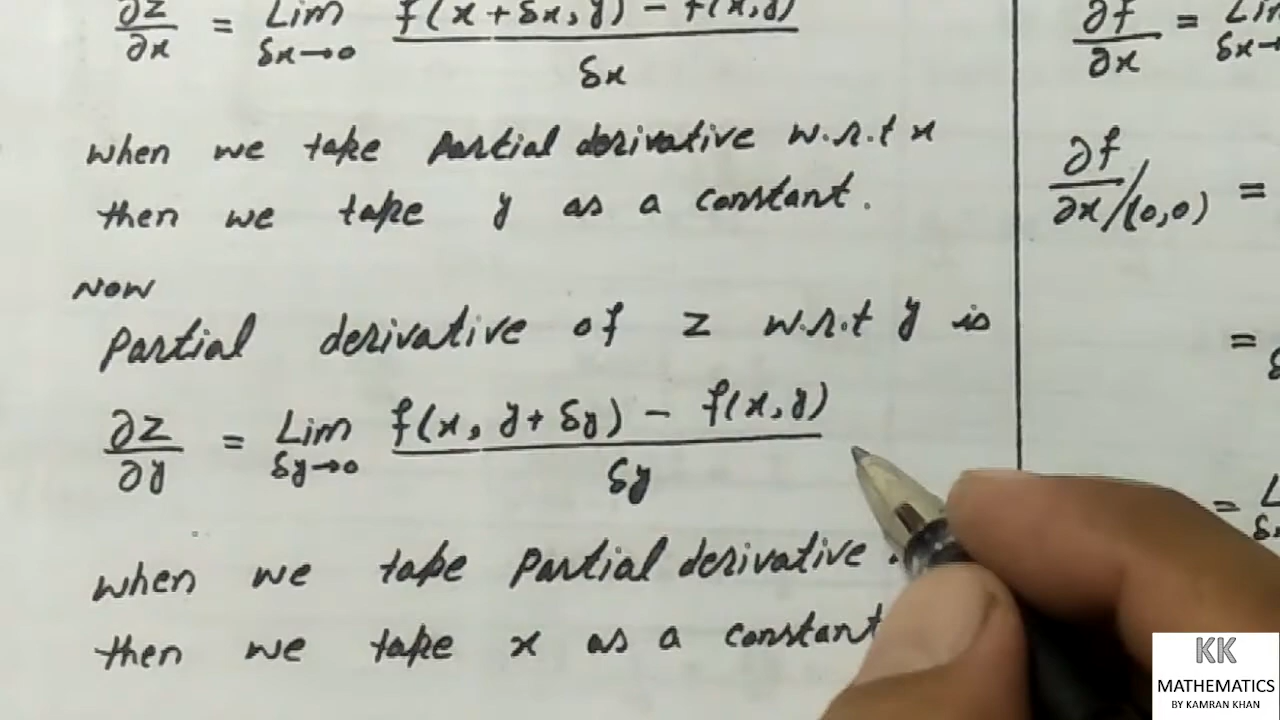 ∂z/∂x = Lim δx→0 f(x+δx, y) - f(x,y) / δx
when we take partial derivative w.r.t x
then we take y as a constant.
NOW
Partial derivative of z w.r.t y is
∂z/∂y = Lim δy→0 f(x, y+δy) - f(x,y) / δy
when we take partial derivative
then we take x as a constant
∂f/∂x = Lim δx→
∂f/∂x/(0,0) =
=
=
KK
MATHEMATICS
BY KAMRAN KHAN